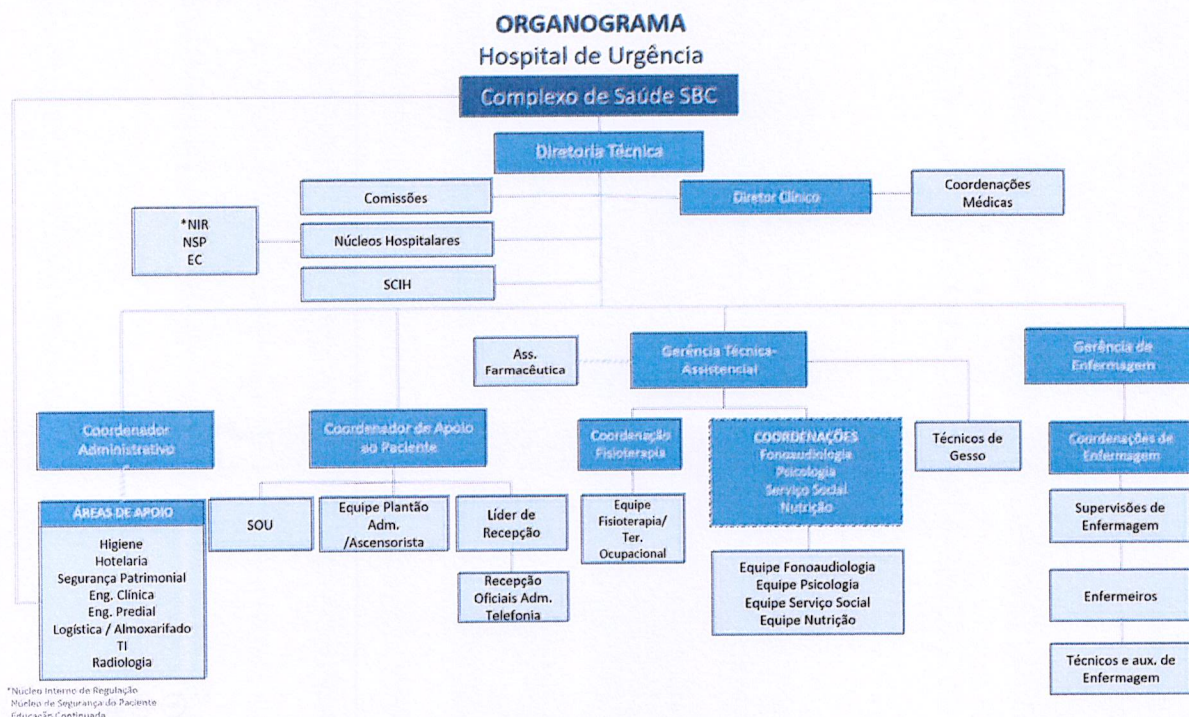 ORGANOGRAMA
Hospital de Urgência
Complexo de Saúde SBC
Diretoria Técnica
Comissões
Diretor Clínico
Coordenações
Médicas
*NIR
NSP
EC
Núcleos Hospitalares
SCIH
Ass.
Farmacêutica
Gerência Técnica-
Assistencial
Gerência de
Enfermagem
Coordenador
Administrativo
Coordenador de Apoio
ao Paciente
Coordenação
Fisioterapia
COORDENAÇÕES
Fonoaudiologia
Psicologia
Serviço Social
Nutrição
Técnicos de
Gesso
Coordenações de
Enfermagem
ÁREAS DE APOIO
Higiene
Hotelaria
Segurança Patrimonial
Eng. Clínica
Eng. Predial
Logística / Almoxarifado
TI
Radiologia
SOU
Equipe Plantão
Adm.
/Ascensorista
Líder de
Recepção
Recepção
Oficiais Adm.
Telefonia
Equipe
Fisioterapia/
Ter.
Ocupacional
Equipe Fonoaudiologia
Equipe Psicologia
Equipe Serviço Social
Equipe Nutrição
Supervisões de
Enfermagem
Enfermeiros
Técnicos e aux. de
Enfermagem
*Núcleo Interno de Regulação
Núcleo de Segurança do Paciente
Educação Continuada